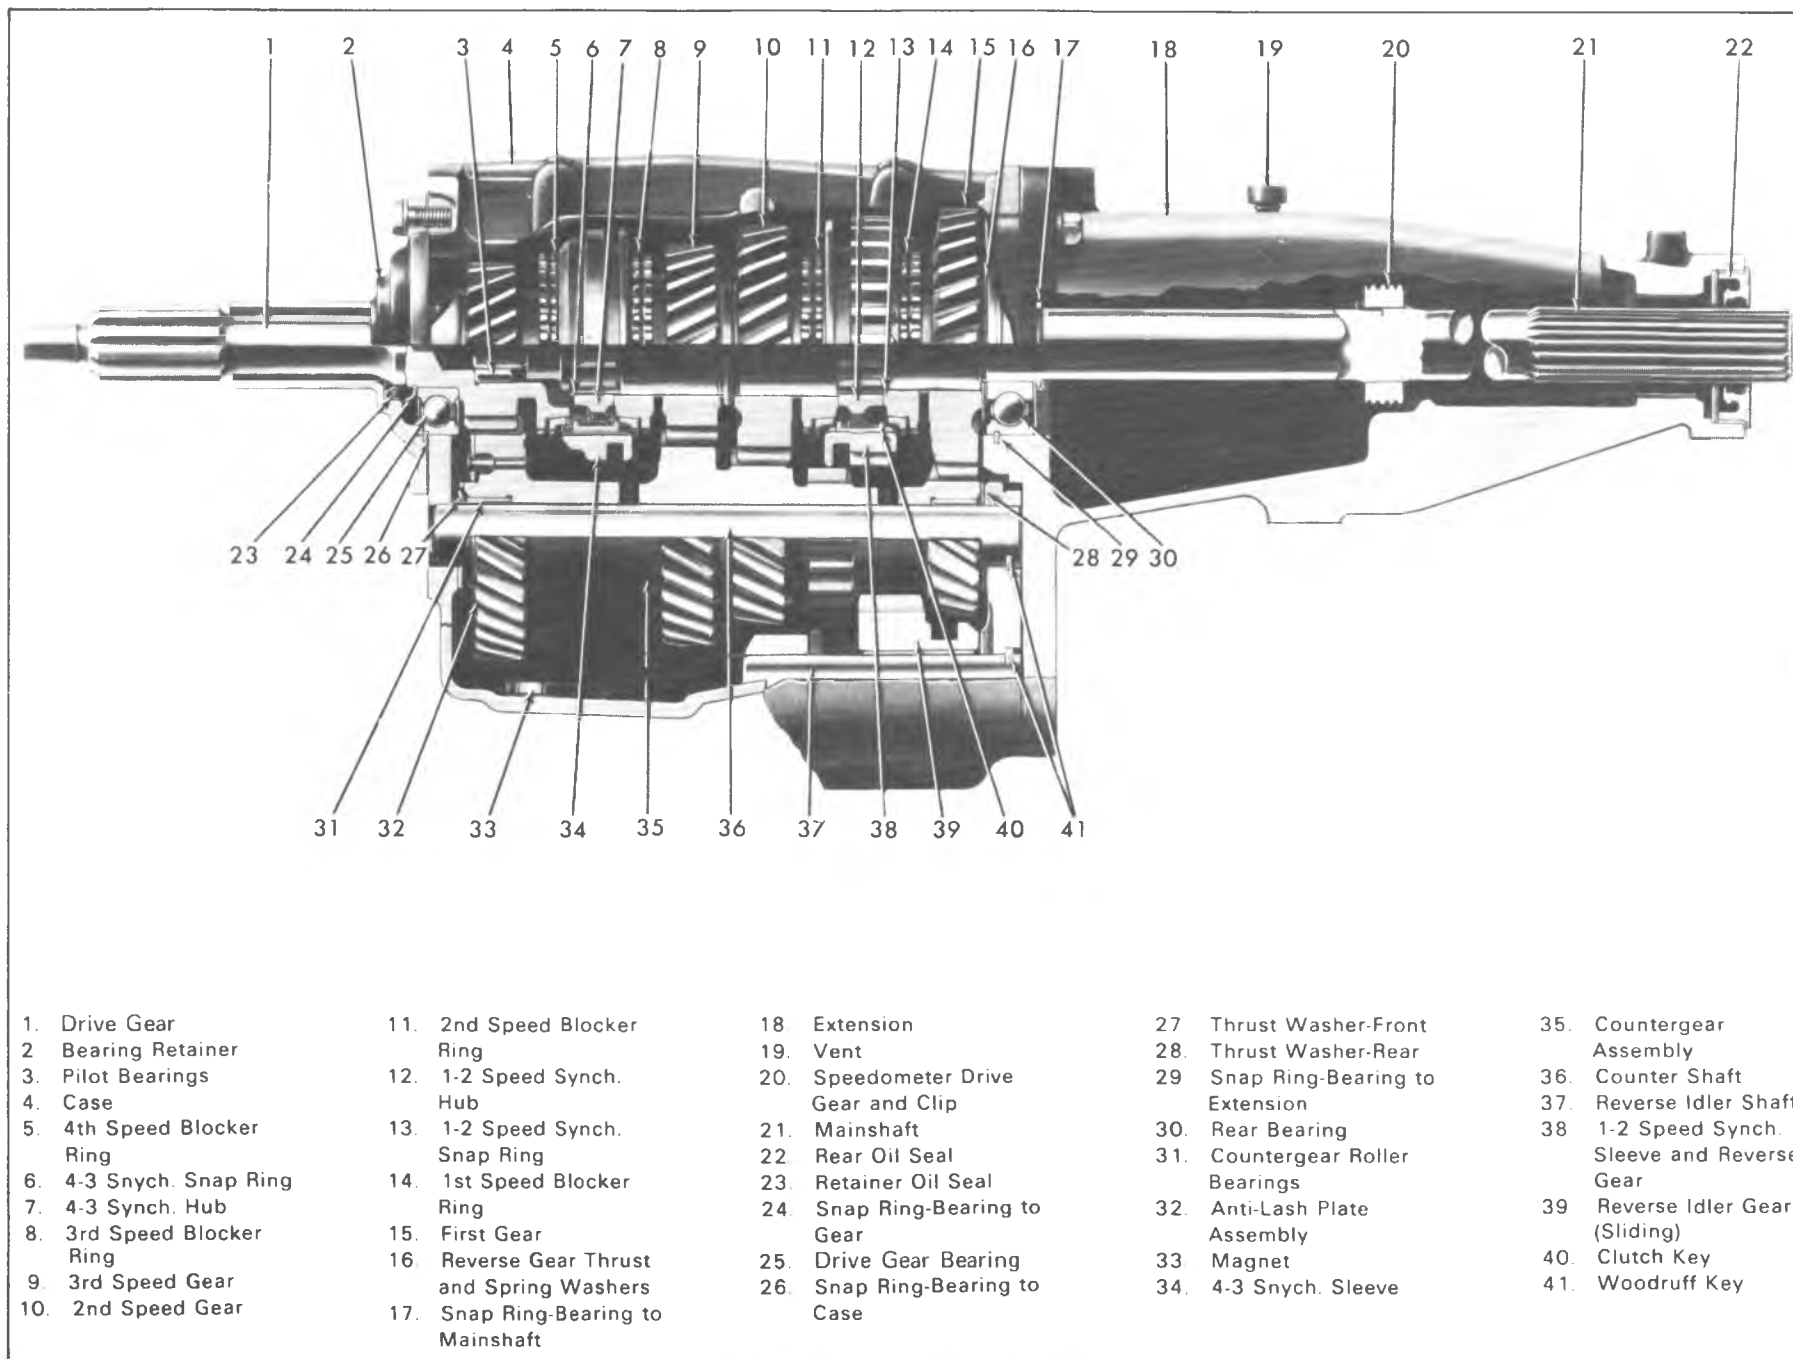 1 2 3 4 5 6 7 8 9 10 11 12 13 14 15 16 17 18 19 20 21 22
23 24 25 26 27 28 29 30
31 32 33 34 35 36 37 38 39 40 41
1. Drive Gear
2 Bearing Retainer
3. Pilot Bearings
4. Case
5. 4th Speed Blocker
Ring
6. 4-3 Snych. Snap Ring
7. 4-3 Synch. Hub
8. 3rd Speed Blocker
Ring
9. 3rd Speed Gear
10. 2nd Speed Gear
11. 2nd Speed Blocker
Ring
12. 1-2 Speed Synch.
Hub
13. 1-2 Speed Synch.
Snap Ring
14. 1st Speed Blocker
Ring
15. First Gear
16. Reverse Gear Thrust
and Spring Washers
17. Snap Ring-Bearing to
Mainshaft
18. Extension
19. Vent
20. Speedometer Drive
Gear and Clip
21. Mainshaft
22. Rear Oil Seal
23. Retainer Oil Seal
24. Snap Ring-Bearing to
Gear
25. Drive Gear Bearing
26. Snap Ring-Bearing to
Case
27 Thrust Washer-Front
28. Thrust Washer-Rear
29 Snap Ring-Bearing to
Extension
30. Rear Bearing
31. Countergear Roller
Bearings
32. Anti-Lash Plate
Assembly
33 Magnet
34. 4-3 Snych. Sleeve
35. Countergear
Assembly
36. Counter Shaft
37. Reverse Idler Shaft
38 1-2 Speed Synch.
Sleeve and Reverse
Gear
39 Reverse Idler Gear
(Sliding)
40. Clutch Key
41. Woodruff Key